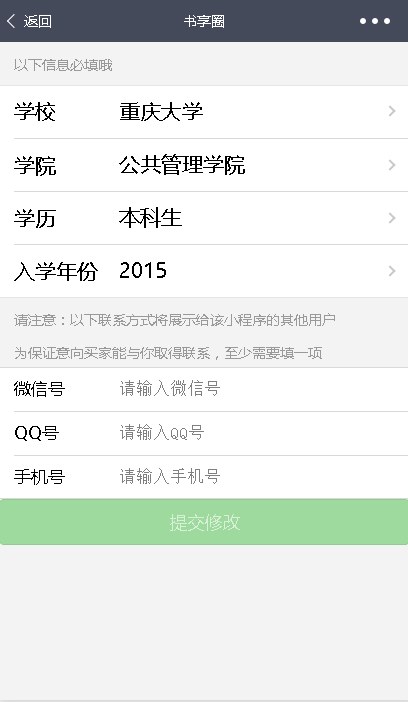 返回 书享圈
以下信息必填哦
学校 重庆大学
学院 公共管理学院
学历 本科生
入学年份 2015
请注意：以下联系方式将展示给该小程序的其他用户
为保证意向买家能与你取得联系，至少需要填一项
微信号 请输入微信号
QQ号 请输入QQ号
手机号 请输入手机号
提交修改